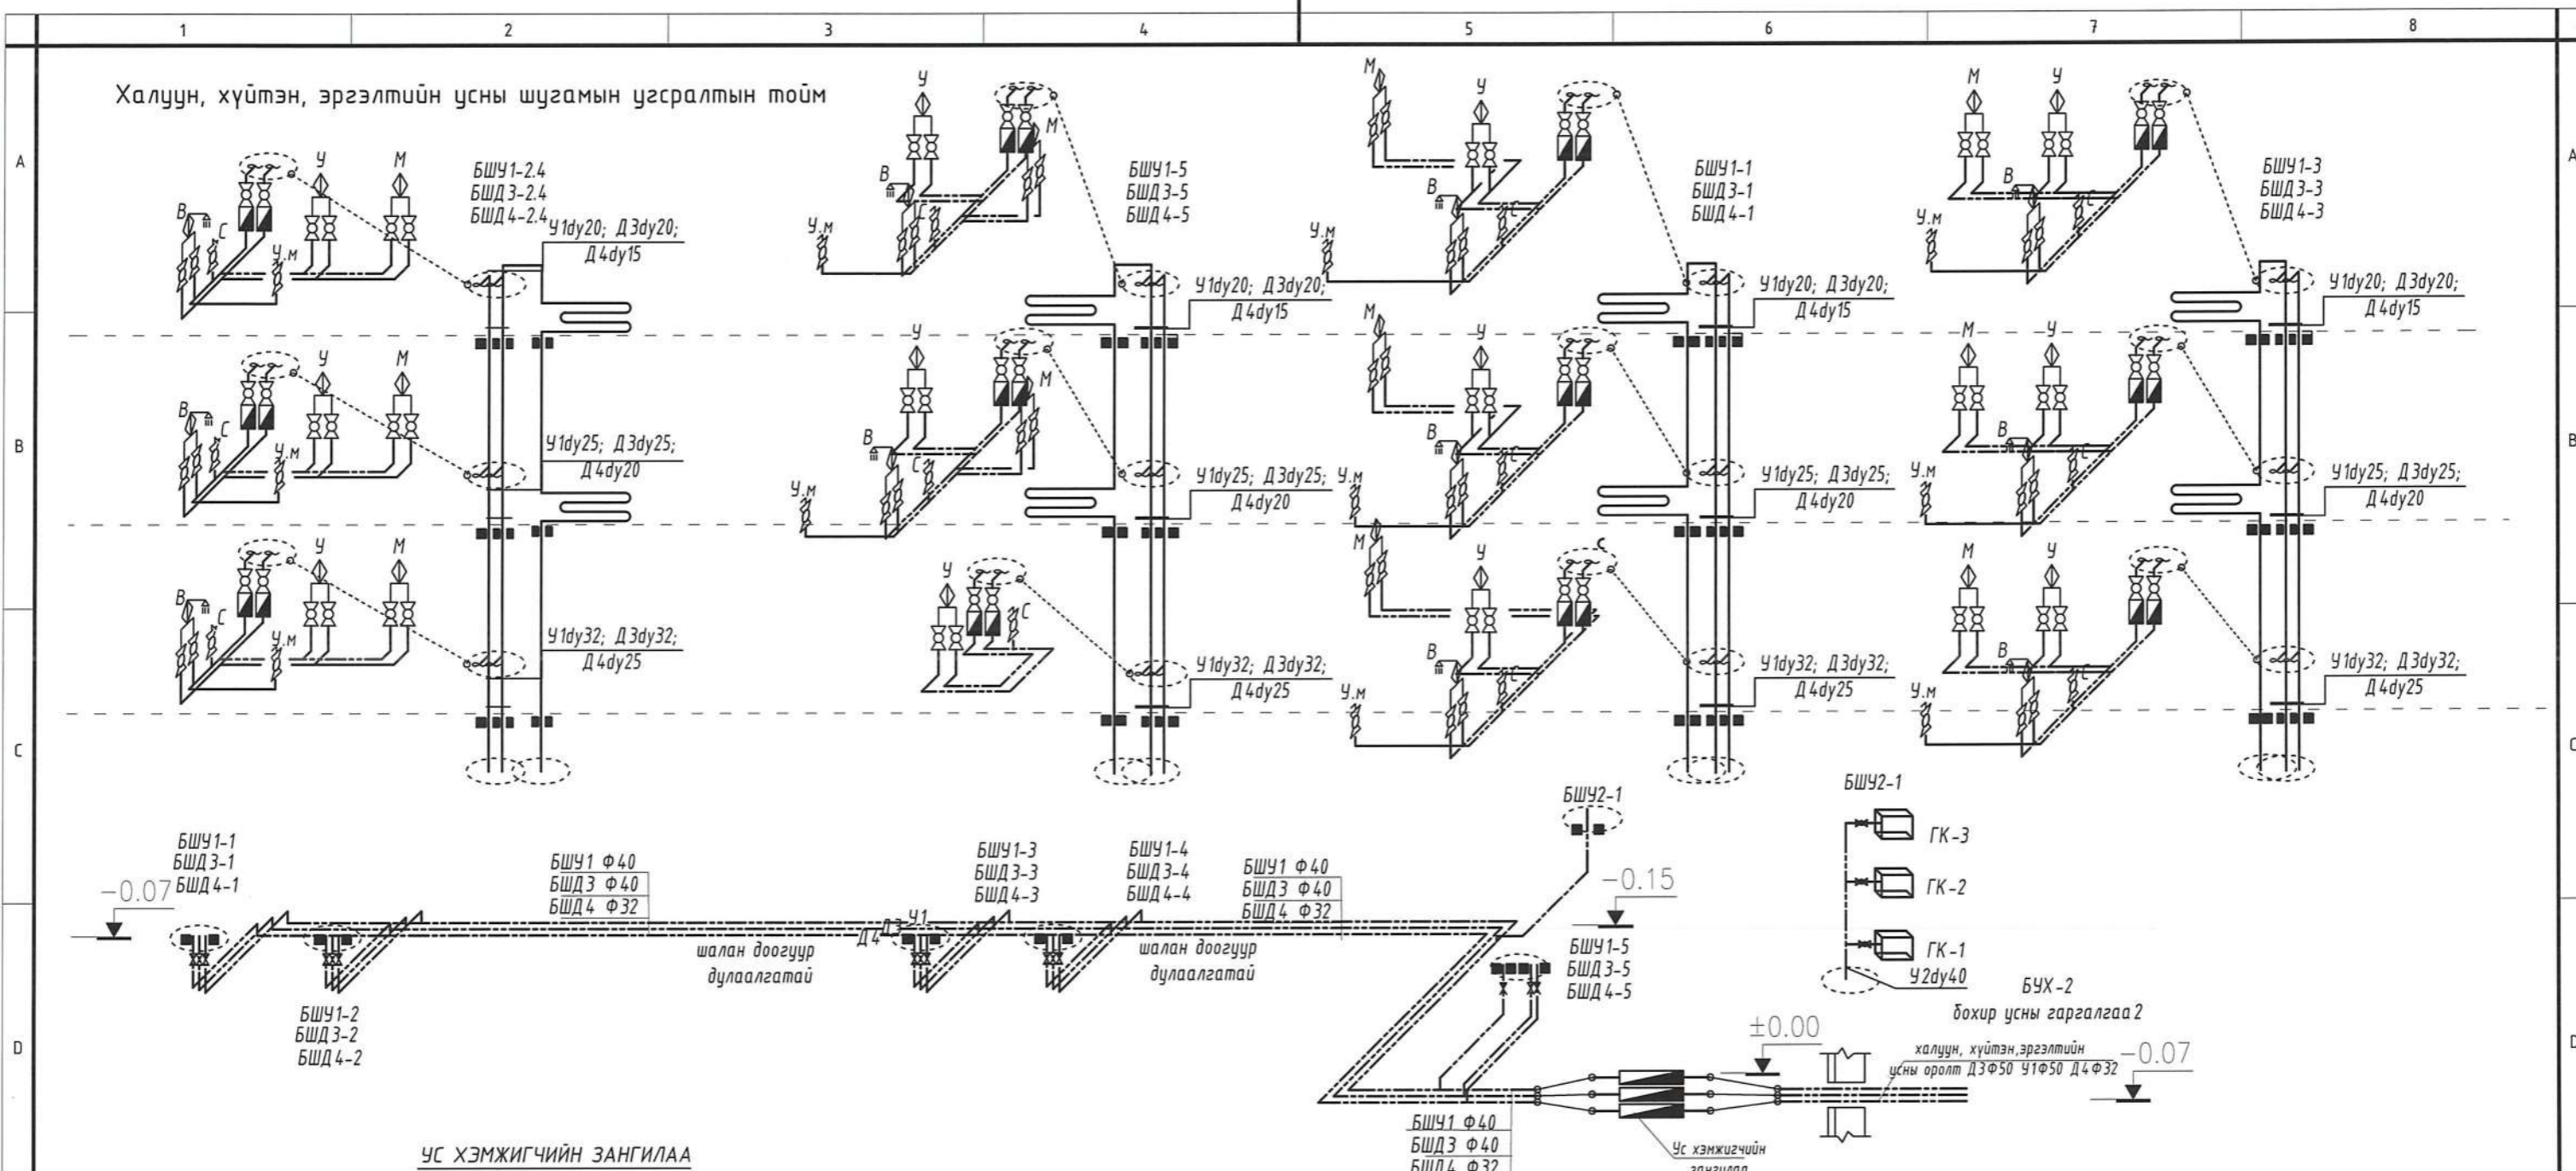 1 2 3 4 5 6 7 8
Халуун, хүйтэн, эргэлтийн усны шугамын угсралтын тойм
A
A
У
М
В
С
У.м
БШУ1-2.4
БШД3-2.4
БШД4-2.4
У1dy20; Д3dy20;
Д4dy15
У
М
В
С
У.м
БШУ1-5
БШД3-5
БШД4-5
У1dy20; Д3dy20;
Д4dy15
М
У
В
С
У.м
БШУ1-1
БШД3-1
БШД4-1
У1dy20; Д3dy20;
Д4dy15
М
У
В
С
У.м
БШУ1-3
БШД3-3
БШД4-3
У1dy20; Д3dy20;
Д4dy15
B
B
У
М
В
С
У.м
У1dy25; Д3dy25;
Д4dy20
У
М
В
С
У.м
У1dy25; Д3dy25;
Д4dy20
М
У
В
С
У.м
У1dy25; Д3dy25;
Д4dy20
М
У
В
С
У.м
У1dy25; Д3dy25;
Д4dy20
C
C
У
М
В
С
У.м
У1dy32; Д3dy32;
Д4dy25
У
С
У1dy32; Д3dy32;
Д4dy25
М
У
С
В
С
У.м
У1dy32; Д3dy32;
Д4dy25
М
У
В
С
У.м
У1dy32; Д3dy32;
Д4dy25
БШУ1-1
БШД3-1
БШД4-1
-0.07
БШУ1 Ф40
БШД3 Ф40
БШД4 Ф32
БШУ1-3
БШД3-3
БШД4-3
БШУ1-4
БШД3-4
БШД4-4
БШУ1 Ф40
БШД3 Ф40
БШД4 Ф32
БШУ2-1
-0.15
БШУ2-1
ГК-3
ГК-2
ГК-1
У2dy40
У1
Д3
Д4
шалан доогуур
дулаалгатай
шалан доогуур
дулаалгатай
БШУ1-5
БШД3-5
БШД4-5
БШУ1-2
БШД3-2
БШД4-2
D
D
БУХ-2
бохир усны гаргалгаа2
±0.00
халуун, хүйтэн,эргэлтийн
усны оролт Д3Ф50 У1Ф50 Д4Ф32
-0.07
БШУ1 Ф40
БШД3 Ф40
БШД4 Ф32
Ус хэмжигчийн
зангилаа
УС ХЭМЖИГЧИЙН ЗАНГИЛАА